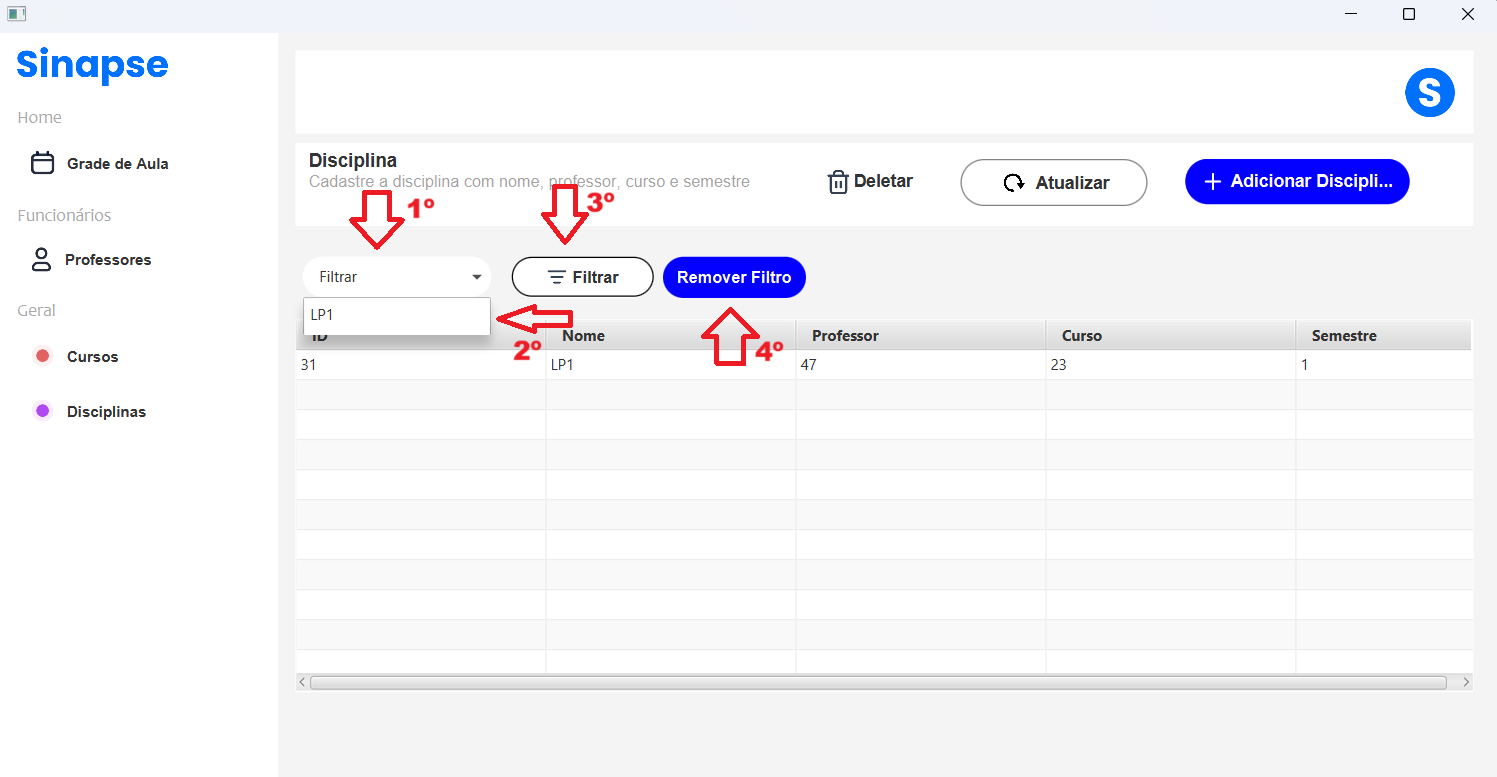 Sinapse
S
Home
Grade de Aula
Funcionários
Professores
Geral
Cursos
Disciplinas
Disciplina
Cadastre a disciplina com nome, professor, curso e semestre
Deletar
Atualizar
Adicionar Discipli...
1º
3º
Filtrar
Filtrar
Remover Filtro
LP1
2º
4º
ID Nome Professor Curso Semestre
31 LP1 47 23 1